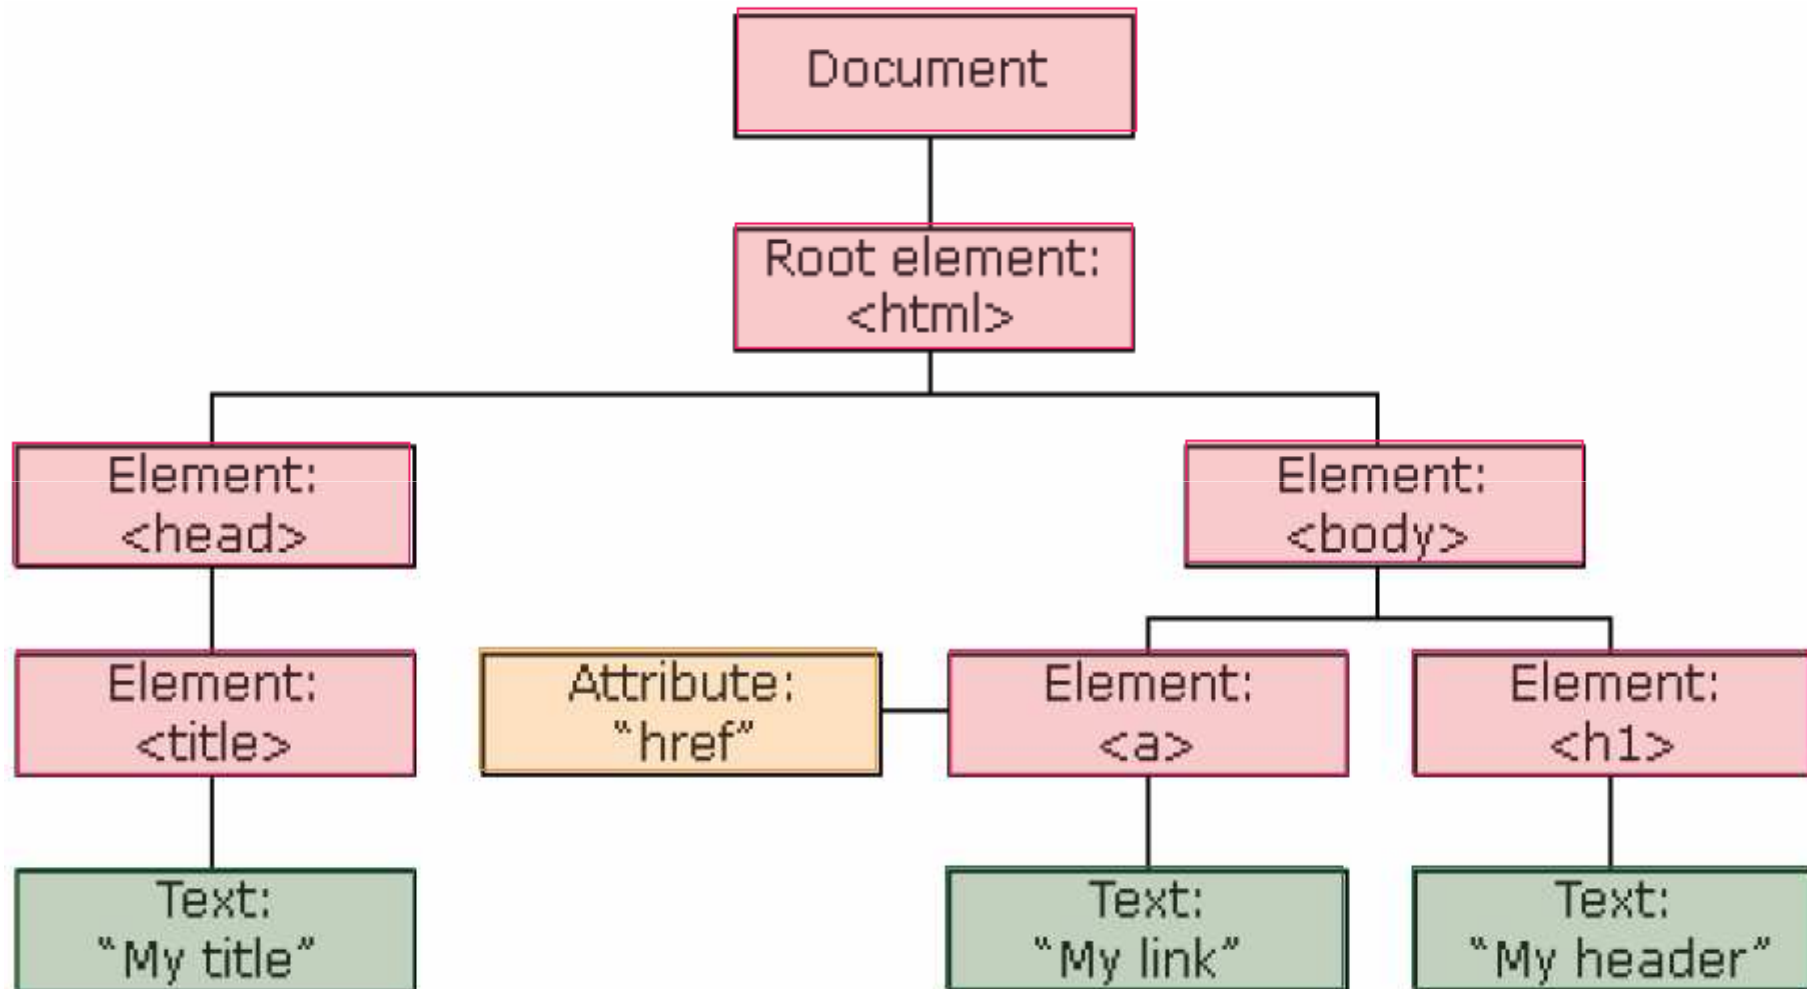 Document
Root element:
<html>
Element:
<head>
Element:
<body>
Element:
<title>
Attribute:
“href”
Element:
<a>
Element:
<h1>
Text:
“My title”
Text:
“My link”
Text:
“My header”